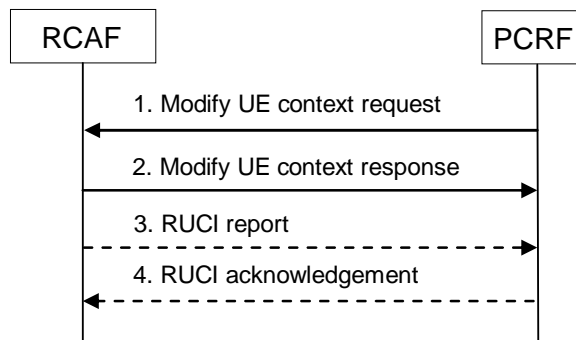 RCAF
PCRF
1. Modify UE context request
2. Modify UE context response
3. RUCI report
4. RUCI acknowledgement